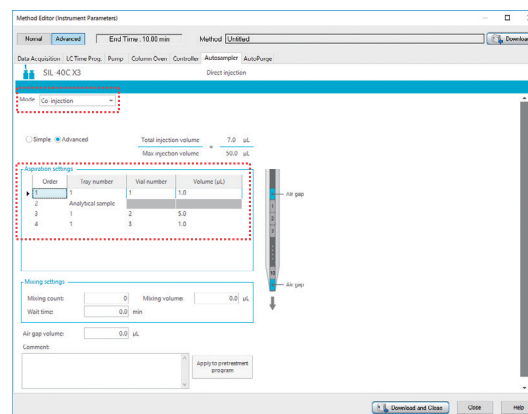 Method Editor (Instrument Parameters)
Normal Advanced End Time : 10.00 min Method Untitled Download
Data Acquisition LC Time Prog. Pump Column Oven Controller Autosampler AutoPurge
SIL-40C X3 Direct injection
Mode: Co-injection
Simple Advanced Total injection volume = 7.0 µL
Max injection volume 50.0 µL
Aspiration settings
Order Tray number Vial number Volume (µL)
1 1 1 1.0
2 Analytical sample
3 1 2 5.0
4 1 3 1.0
Air gap
1
2
3
10
Air gap
Mixing settings
Mixing count: 0 Mixing volume: 0.0 µL
Wait time: 0.0 min
Air gap volume: 0.0 µL
Comment:
Apply to pretreatment
program
Download and Close Close Help